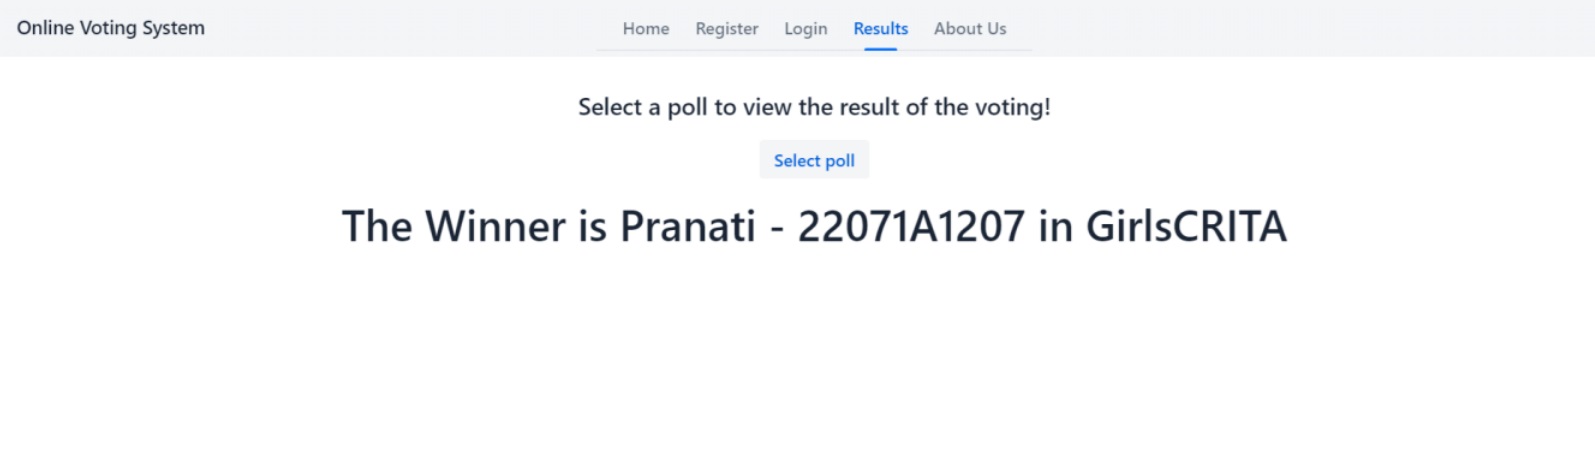 Online Voting System
Home Register Login Results About Us
Select a poll to view the result of the voting!
Select poll
The Winner is Pranati - 22071A1207 in GirlsCRITA